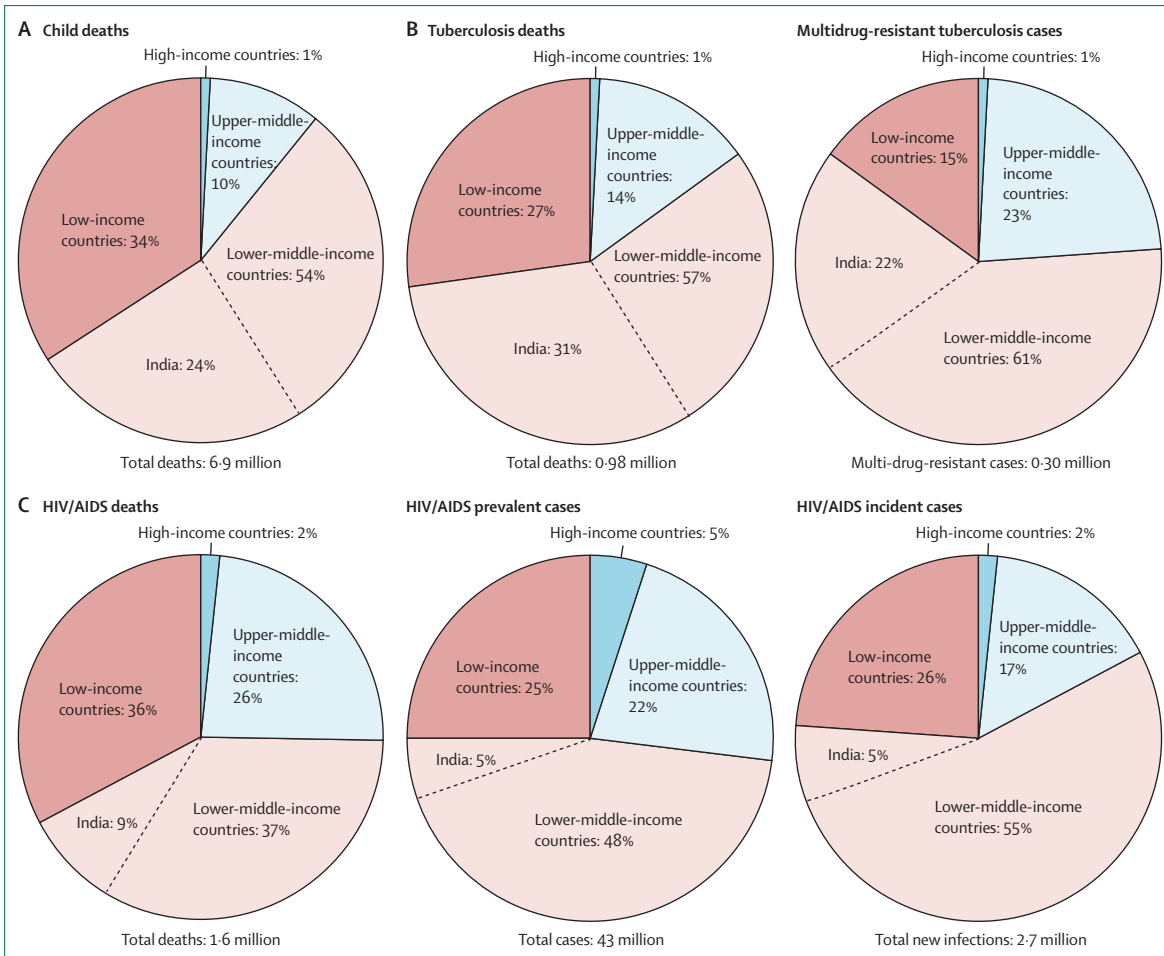 A Child deaths
High-income countries: 1%
Upper-middle-
income
countries:
10%
Low-income
countries: 34%
Lower-middle-income
countries: 54%
India: 24%
Total deaths: 6·9 million
B Tuberculosis deaths
High-income countries: 1%
Upper-middle-
income
countries:
14%
Low-income
countries: 27%
Lower-middle-income
countries: 57%
India: 31%
Total deaths: 0·98 million
Multidrug-resistant tuberculosis cases
High-income countries: 1%
Low-income
countries: 15%
Upper-middle-
income
countries:
23%
India: 22%
Lower-middle-income
countries: 61%
Multi-drug-resistant cases: 0·30 million
C HIV/AIDS deaths
High-income countries: 2%
Upper-middle-
income
countries:
26%
Low-income
countries: 36%
Lower-middle-income
countries: 37%
India: 9%
Total deaths: 1·6 million
HIV/AIDS prevalent cases
High-income countries: 5%
Low-income
countries: 25%
Upper-middle-
income countries:
22%
India: 5%
Lower-middle-income
countries: 48%
Total cases: 43 million
HIV/AIDS incident cases
High-income countries: 2%
Upper-middle-
income countries:
17%
Low-income
countries: 26%
India: 5%
Lower-middle-income
countries: 55%
Total new infections: 2·7 million